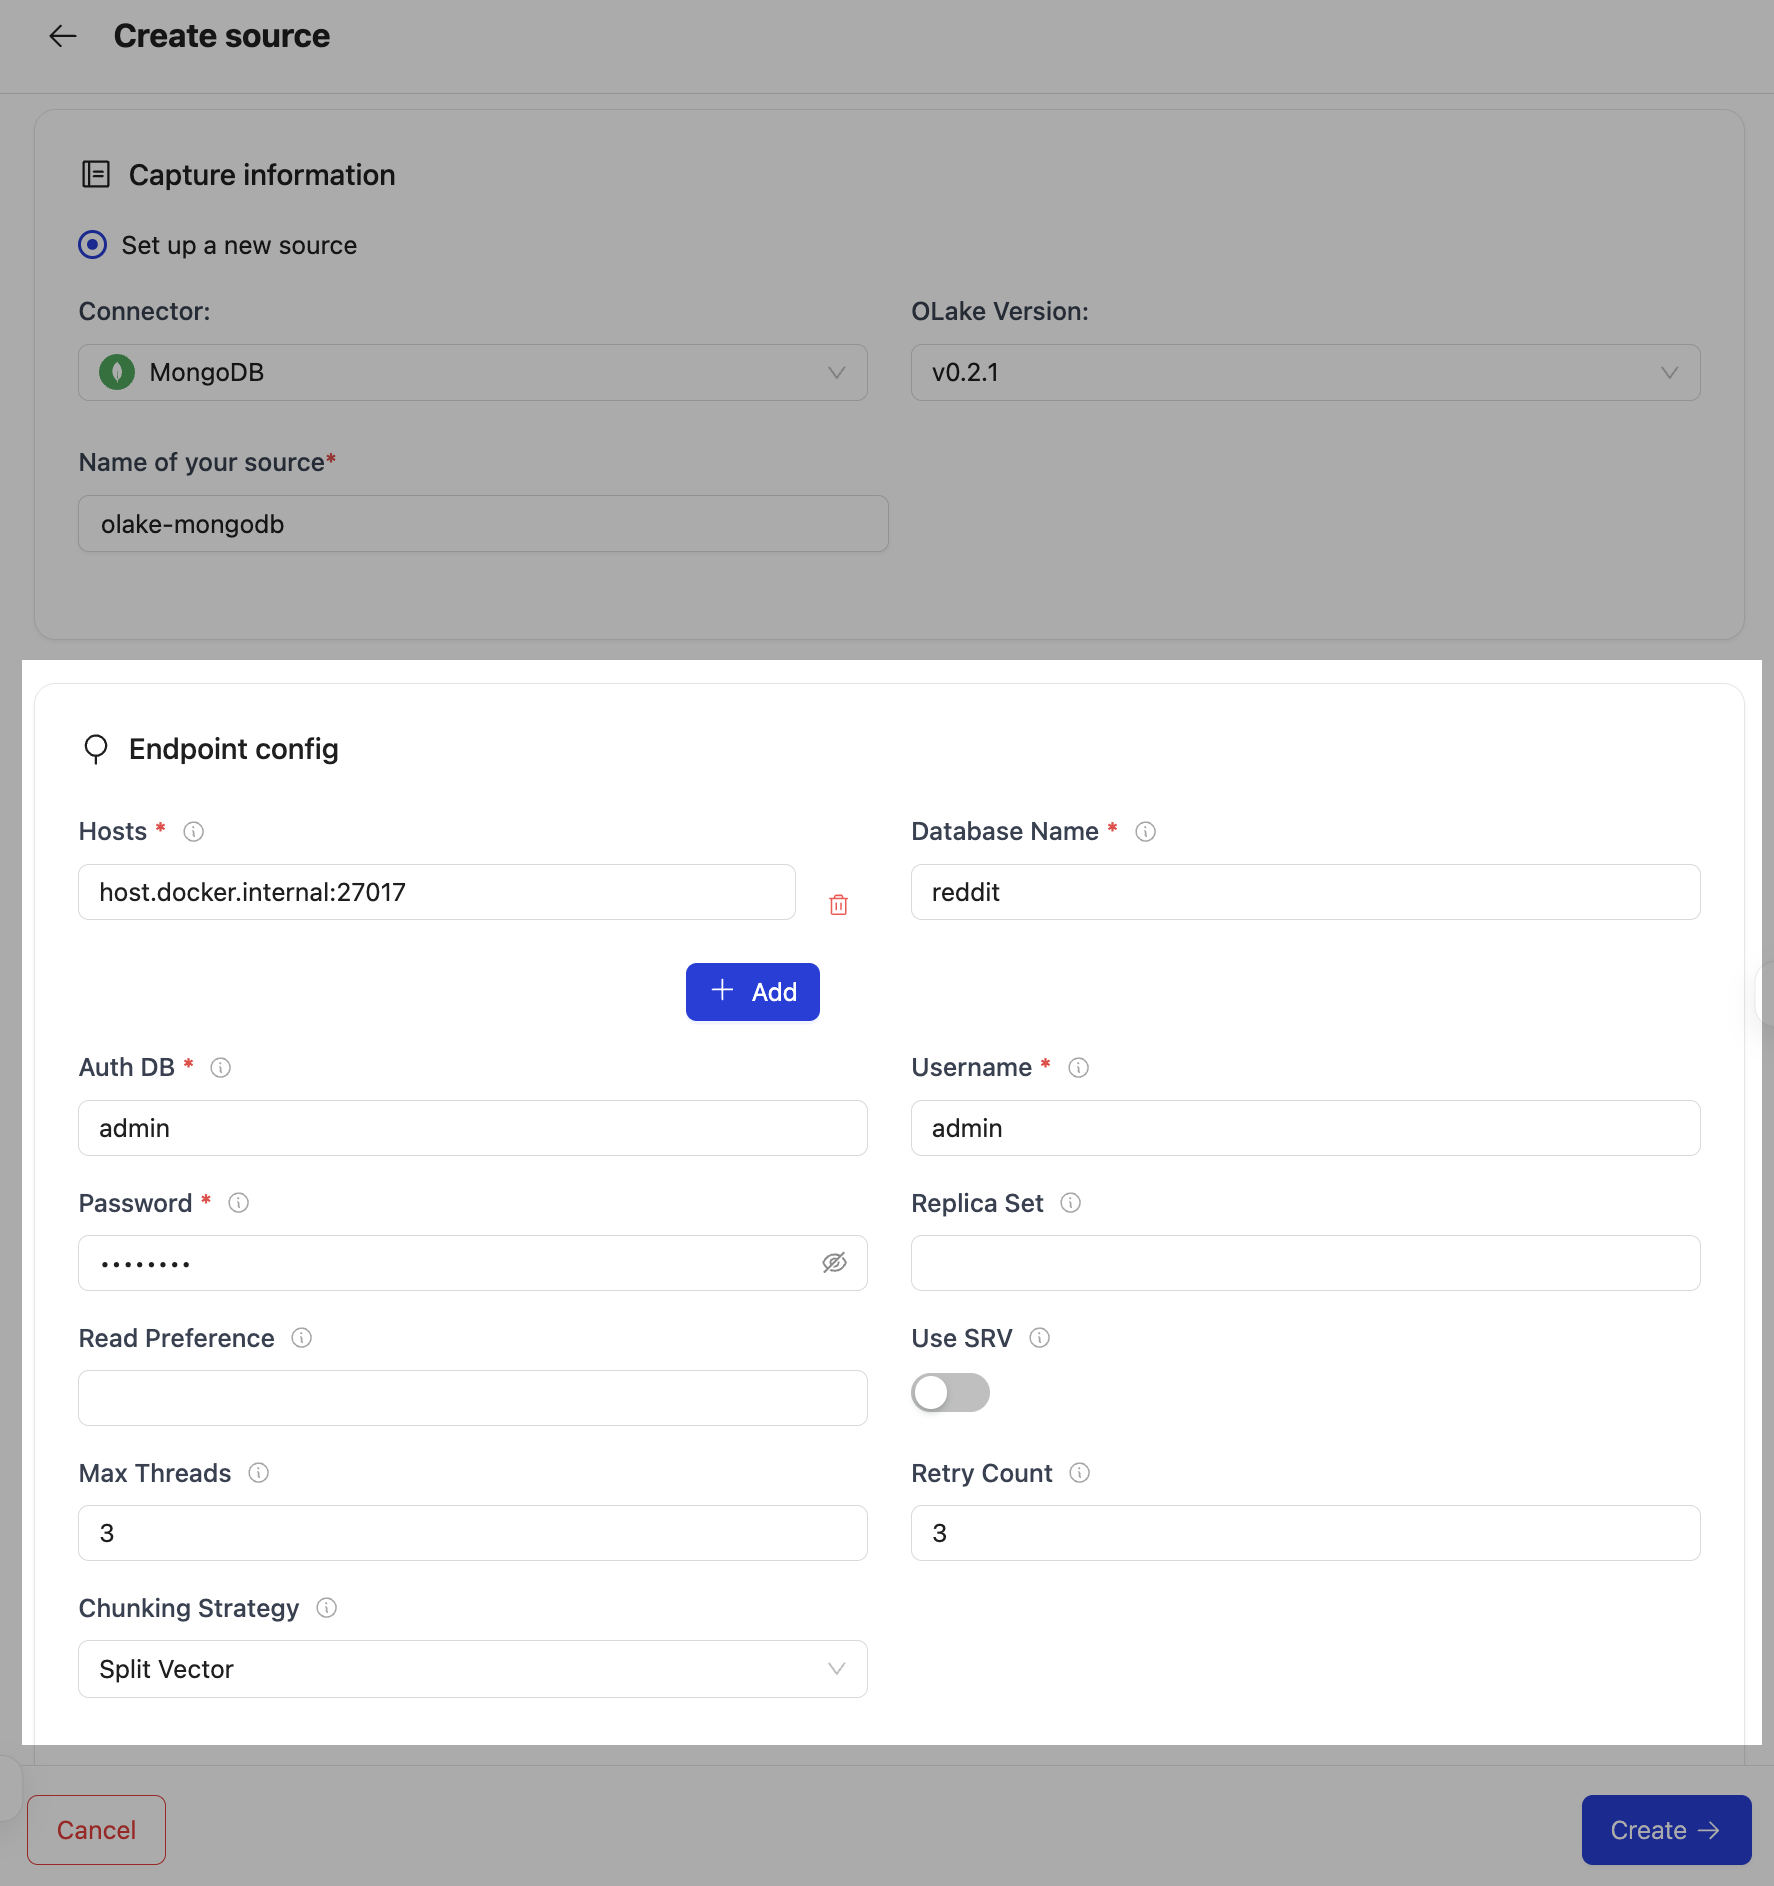 Create source
Capture information
Set up a new source
Connector:
OLake Version:
MongoDB
v0.2.1
Name of your source*
olake-mongodb
Endpoint config
Hosts *
Database Name *
host.docker.internal:27017
reddit
+ Add
Auth DB *
Username *
admin
admin
Password *
Replica Set
••••••••
Read Preference
Use SRV
Max Threads
Retry Count
3
3
Chunking Strategy
Split Vector
Cancel
Create →